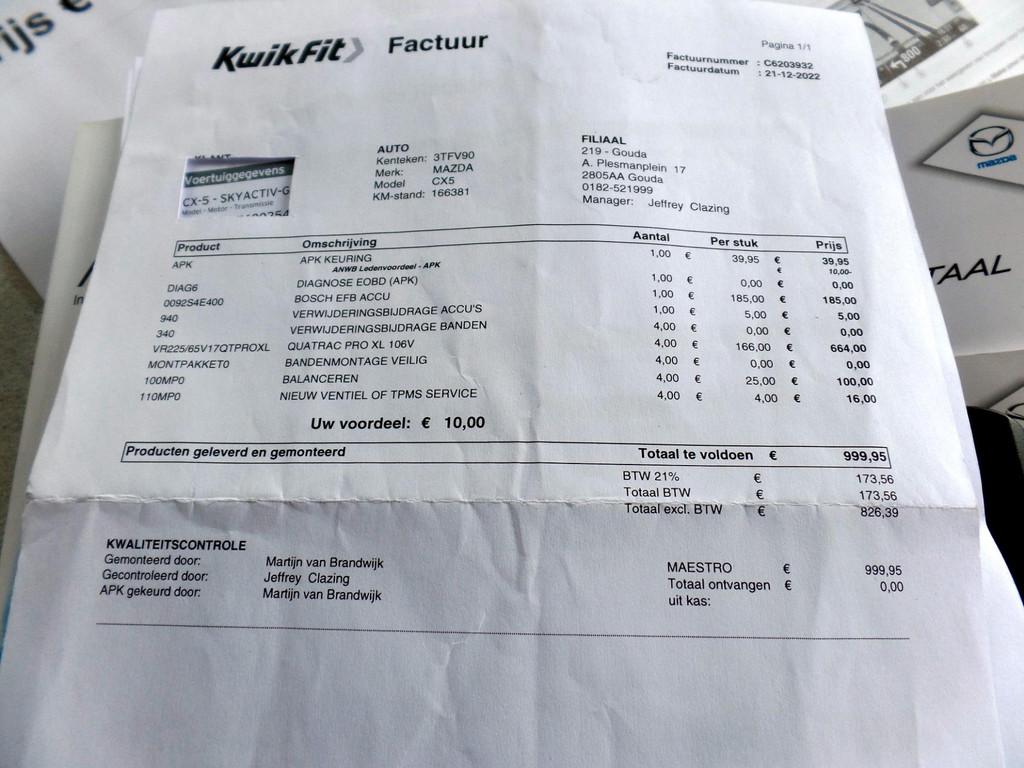 ijs €
KwikFit Factuur
Pagina 1/1
Factuurnummer : C6203932
Factuurdatum : 21-12-2022
800
mazda
TAAL
KLANT
Voertuiggegevens
CX-5 - SKYACTIV-G
Model - Motor - Transmissie
AUTO
Kenteken: 3TFV90
Merk: MAZDA
Model CX5
KM-stand: 166381
FILIAAL
219 - Gouda
A. Plesmanplein 17
2805AA Gouda
0182-521999
Manager: Jeffrey Clazing
Product Omschrijving Aantal Per stuk Prijs
APK APK KEURING 1,00 € 39,95 € 39,95
ANWB Ledenvoordeel - APK € 10,00-
DIAG6 DIAGNOSE EOBD (APK) 1,00 € 0,00 € 0,00
0092S4E400 BOSCH EFB ACCU 1,00 € 185,00 € 185,00
940 VERWIJDERINGSBIJDRAGE ACCU'S 1,00 € 5,00 € 5,00
340 VERWIJDERINGSBIJDRAGE BANDEN 4,00 € 0,00 € 0,00
VR225/65V17QTPROXL QUATRAC PRO XL 106V 4,00 € 166,00 € 664,00
MONTPAKKET0 BANDENMONTAGE VEILIG 4,00 € 0,00 € 0,00
100MP0 BALANCEREN 4,00 € 25,00 € 100,00
110MP0 NIEUW VENTIEL OF TPMS SERVICE 4,00 € 4,00 € 16,00
Uw voordeel: € 10,00
Producten geleverd en gemonteerd Totaal te voldoen € 999,95
BTW 21% € 173,56
Totaal BTW € 173,56
Totaal excl. BTW € 826,39
KWALITEITSCONTROLE
Gemonteerd door: Martijn van Brandwijk
Gecontroleerd door: Jeffrey Clazing
APK gekeurd door: Martijn van Brandwijk
MAESTRO € 999,95
Totaal ontvangen € 0,00
uit kas: